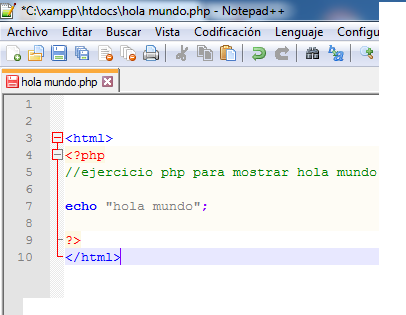 *C:\xampp\htdocs\hola mundo.php - Notepad++
Archivo Editar Buscar Vista Codificación Lenguaje Configu
hola mundo.php
1
2
3 <html>
4 <?php
5 //ejercicio php para mostrar hola mundo
6
7 echo "hola mundo";
8
9 ?>
10 </html>